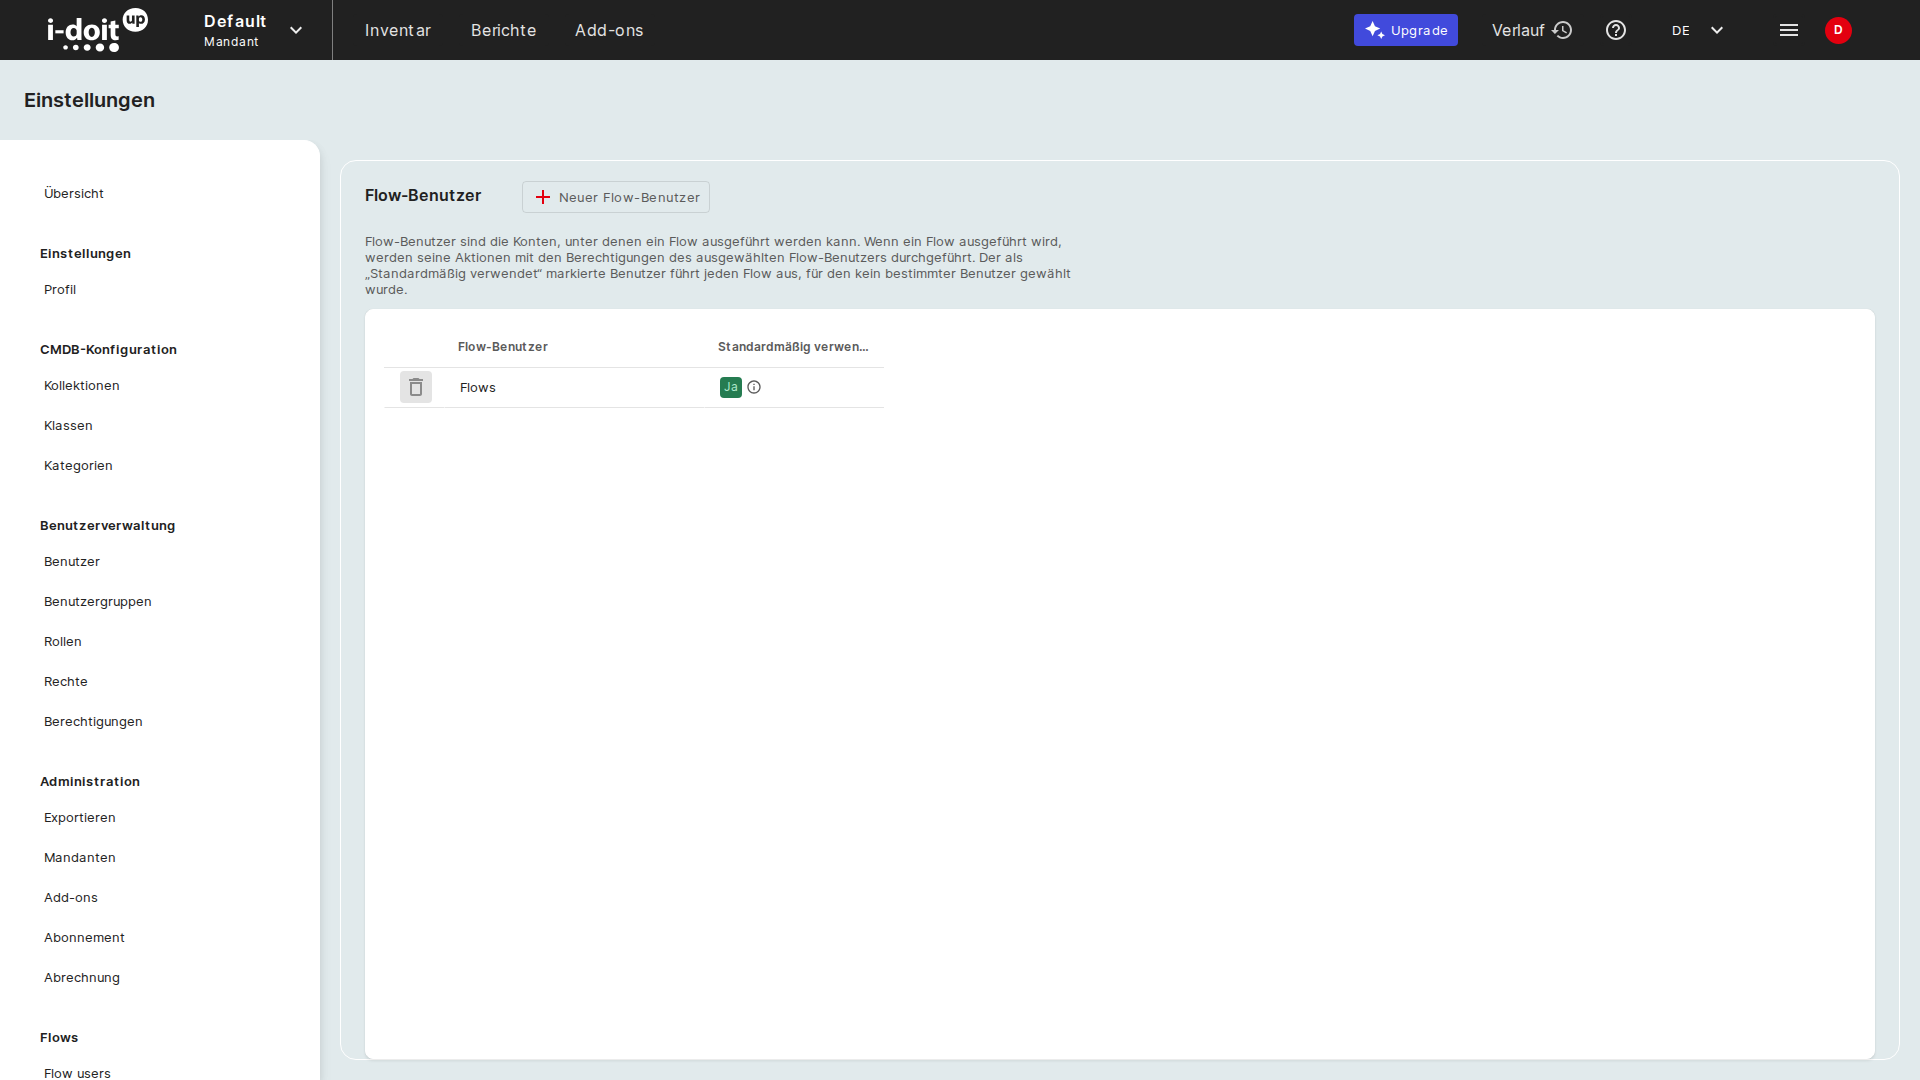 i-doit up
Default
Mandant
Inventar
Berichte
Add-ons
Upgrade
Verlauf
DE
D
Einstellungen
Übersicht
Einstellungen
Profil
CMDB-Konfiguration
Kollektionen
Klassen
Kategorien
Benutzerverwaltung
Benutzer
Benutzergruppen
Rollen
Rechte
Berechtigungen
Administration
Exportieren
Mandanten
Add-ons
Abonnement
Abrechnung
Flows
Flow users
Flow-Benutzer
Neuer Flow-Benutzer
Flow-Benutzer sind die Konten, unter denen ein Flow ausgeführt werden kann. Wenn ein Flow ausgeführt wird,
werden seine Aktionen mit den Berechtigungen des ausgewählten Flow-Benutzers durchgeführt. Der als
„Standardmäßig verwendet“ markierte Benutzer führt jeden Flow aus, für den kein bestimmter Benutzer gewählt
wurde.
Flow-Benutzer
Standardmäßig verwen...
Flows
Ja